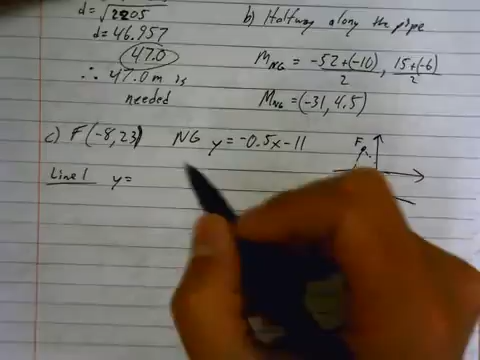 d = √2205
d = 46.957
47.0
∴ 47.0 m is
needed
b) Halfway along the pipe
M_NG = -52+(-10)/2, 15+(-6)/2
M_NG = (-31, 4.5)
c) F(-8,23) NG y = -0.5x - 11
F
Line 1 y =